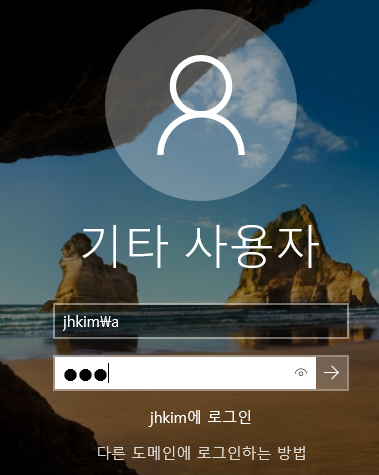 기타 사용자
jhkim₩a
●●●
jhkim에 로그인
다른 도메인에 로그인하는 방법